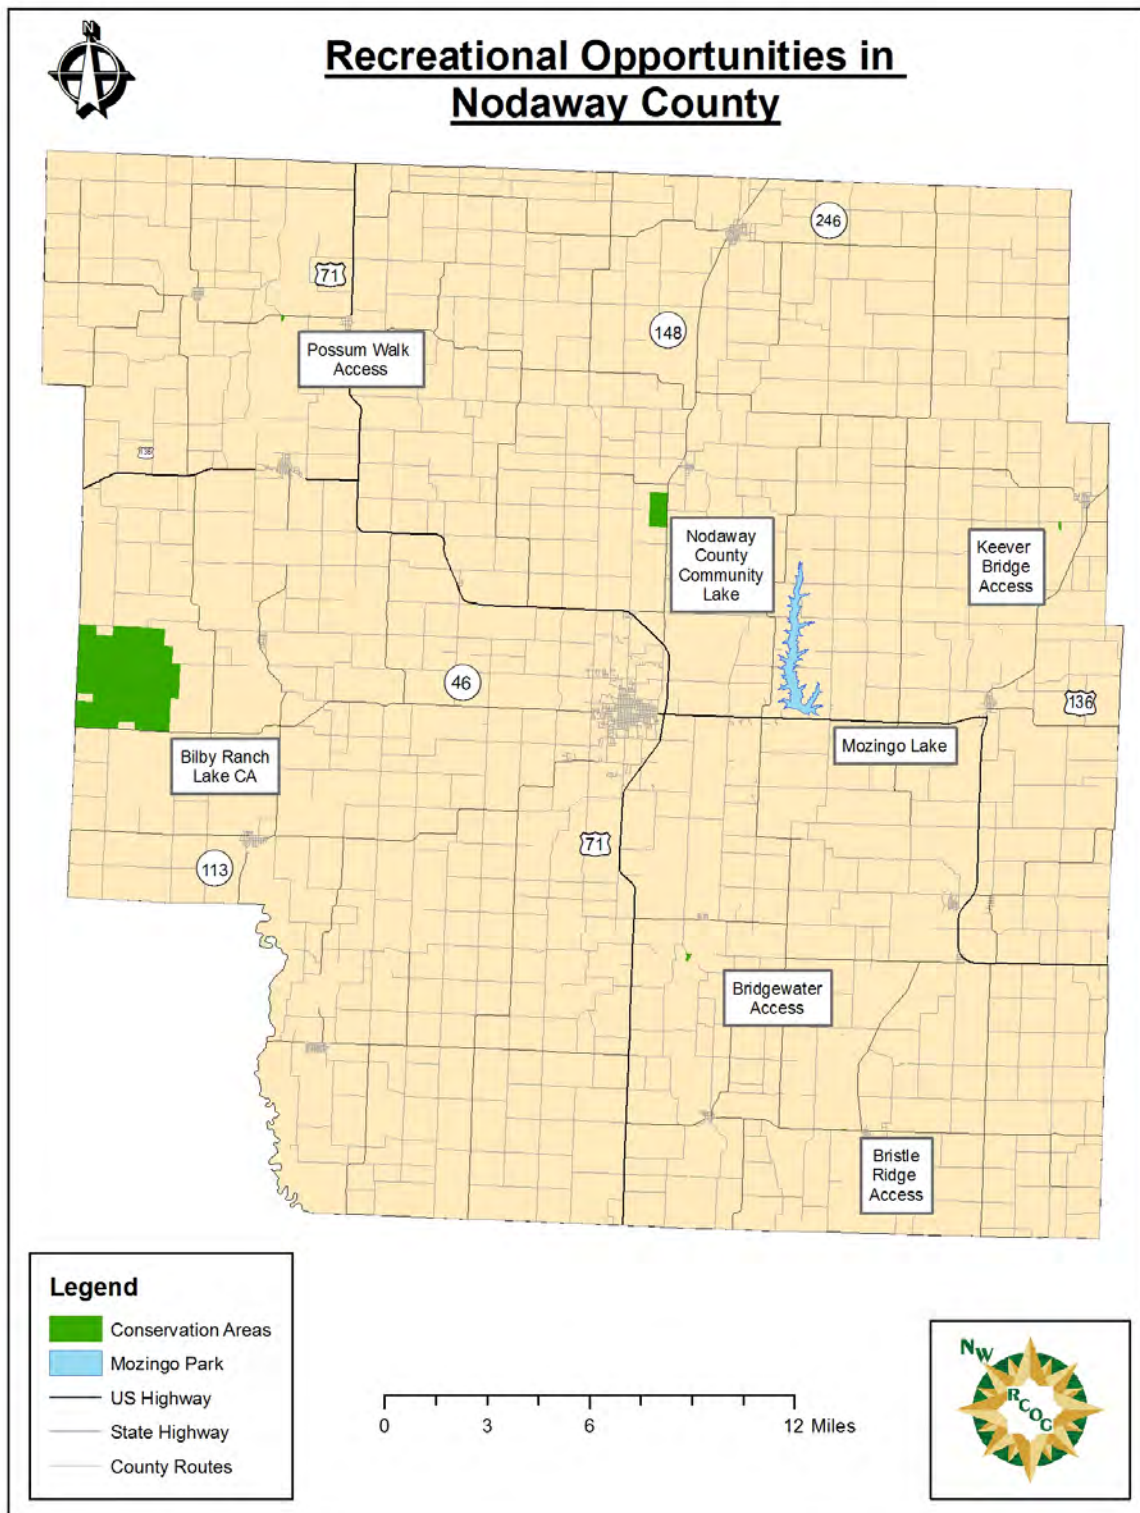 N
Recreational Opportunities in
Nodaway County
246
71
148
Possum Walk
Access
136
Nodaway
County
Community
Lake
Keever
Bridge
Access
46
136
Mozingo Lake
Bilby Ranch
Lake CA
71
113
Bridgewater
Access
Bristle
Ridge
Access
Legend
Conservation Areas
Mozingo Park
US Highway
State Highway
County Routes
0 3 6 12 Miles
NW
RCOG